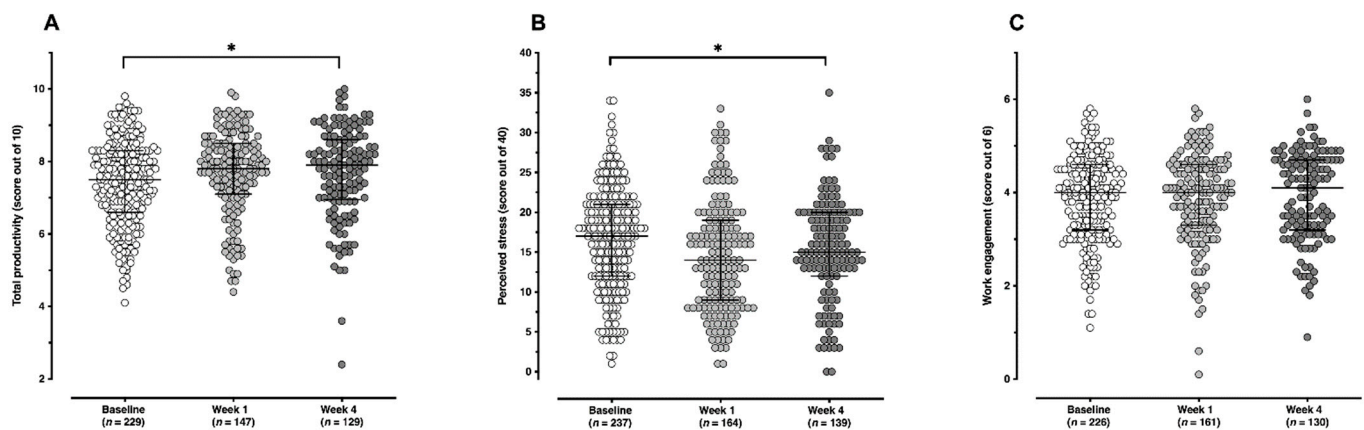 A
Total productivity (score out of 10)
*
10
8
6
4
2
Baseline
(n = 229)
Week 1
(n = 147)
Week 4
(n = 129)
B
Perceived stress (score out of 40)
*
40
35
30
25
20
15
10
5
0
Baseline
(n = 237)
Week 1
(n = 164)
Week 4
(n = 139)
C
Work engagement (score out of 6)
6
4
2
0
Baseline
(n = 226)
Week 1
(n = 161)
Week 4
(n = 130)